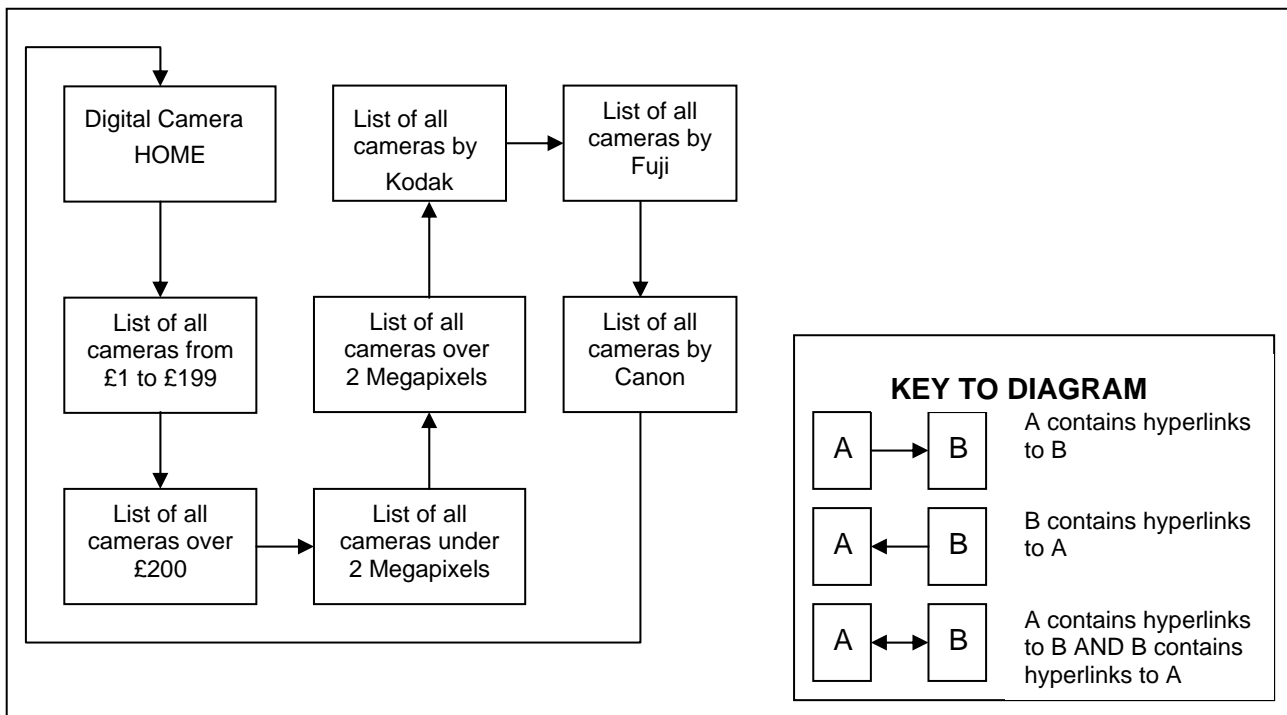 Digital Camera
HOME
List of all
cameras by
Kodak
List of all
cameras by
Fuji
List of all
cameras from
£1 to £199
List of all
cameras over
2 Megapixels
List of all
cameras by
Canon
List of all
cameras over
£200
List of all
cameras under
2 Megapixels
KEY TO DIAGRAM
A
B
A contains hyperlinks
to B
A
B
B contains hyperlinks
to A
A
B
A contains hyperlinks
to B AND B contains
hyperlinks to A